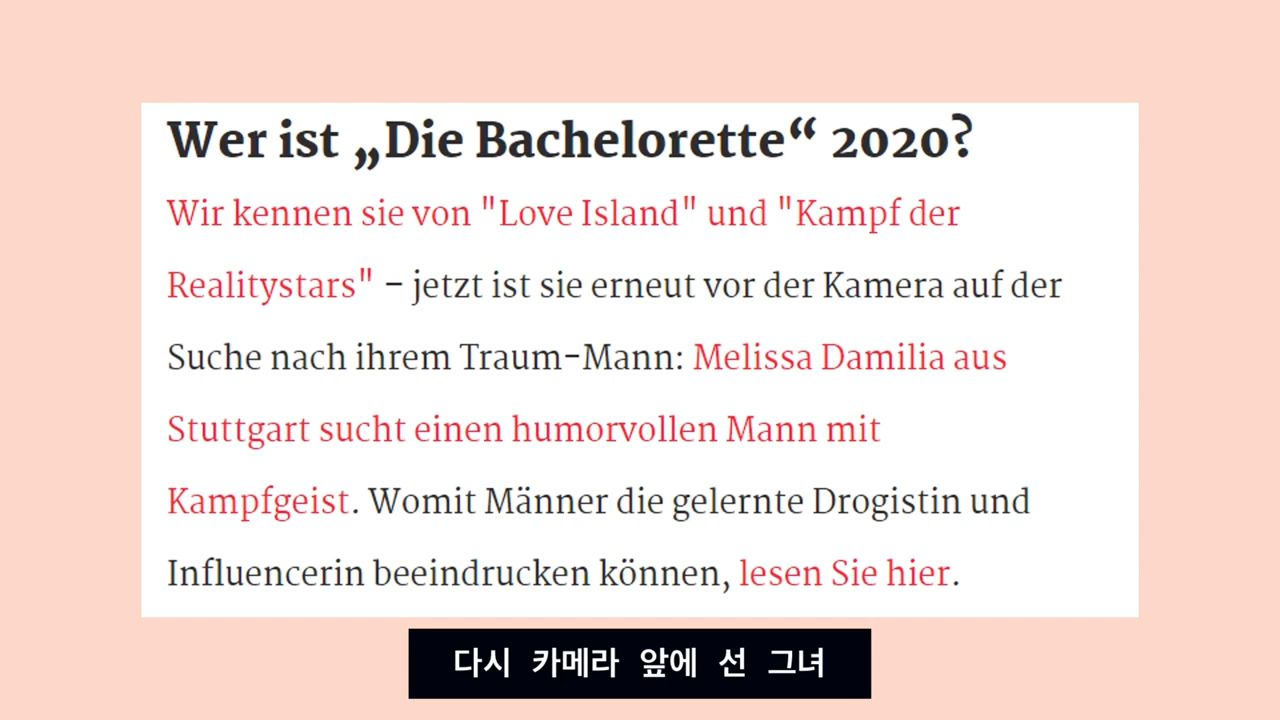 Wer ist „Die Bachelorette“ 2020?
Wir kennen sie von "Love Island" und "Kampf der
Realitystars" – jetzt ist sie erneut vor der Kamera auf der
Suche nach ihrem Traum-Mann: Melissa Damilia aus
Stuttgart sucht einen humorvollen Mann mit
Kampfgeist. Womit Männer die gelernte Drogistin und
Influencerin beeindrucken können, lesen Sie hier.
다시 카메라 앞에 선 그녀